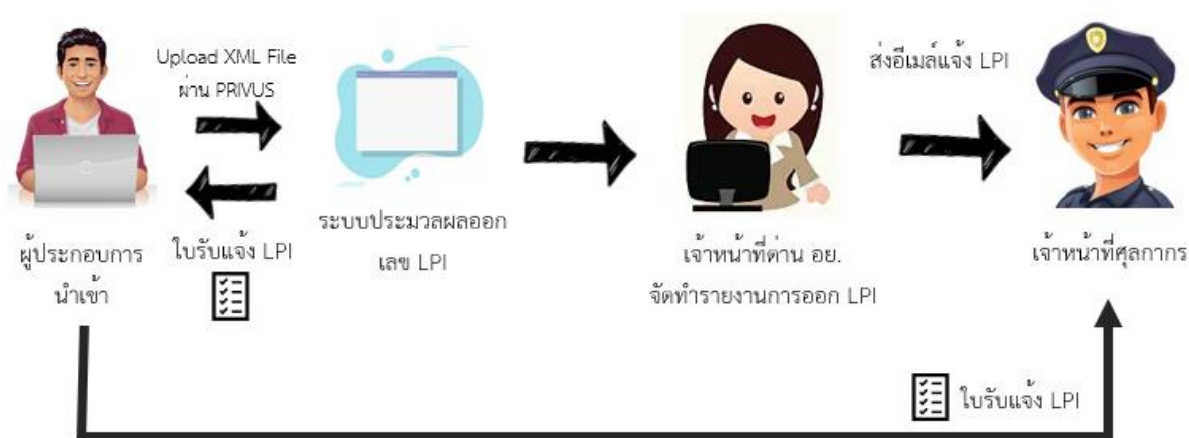 Upload XML File
ผ่าน PRIVUS
ส่งอีเมล์แจ้ง LPI
ผู้ประกอบการ
นำเข้า
ใบรับแจ้ง LPI
ระบบประมวลผลออก
เลข LPI
เจ้าหน้าที่ด่าน อย.
จัดทำรายงานการออก LPI
เจ้าหน้าที่ศุลกากร
ใบรับแจ้ง LPI